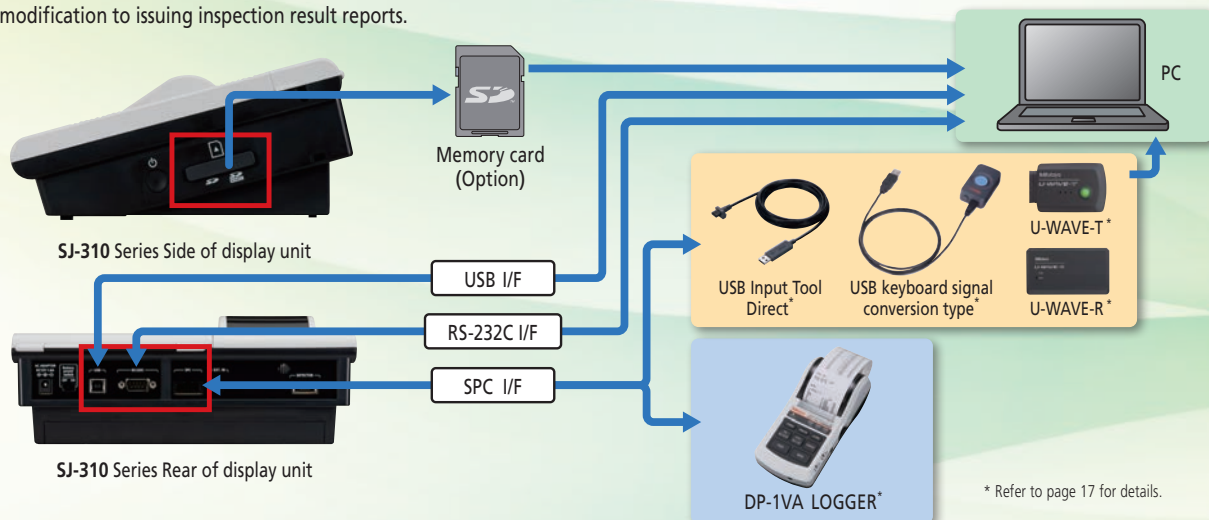 modification to issuing inspection result reports.
PC
Memory card
(Option)
SJ-310 Series Side of display unit
USB I/F
RS-232C I/F
SPC I/F
USB Input Tool
Direct*
USB keyboard signal
conversion type*
U-WAVE-T*
U-WAVE-R*
SJ-310 Series Rear of display unit
DP-1VA LOGGER*
* Refer to page 17 for details.